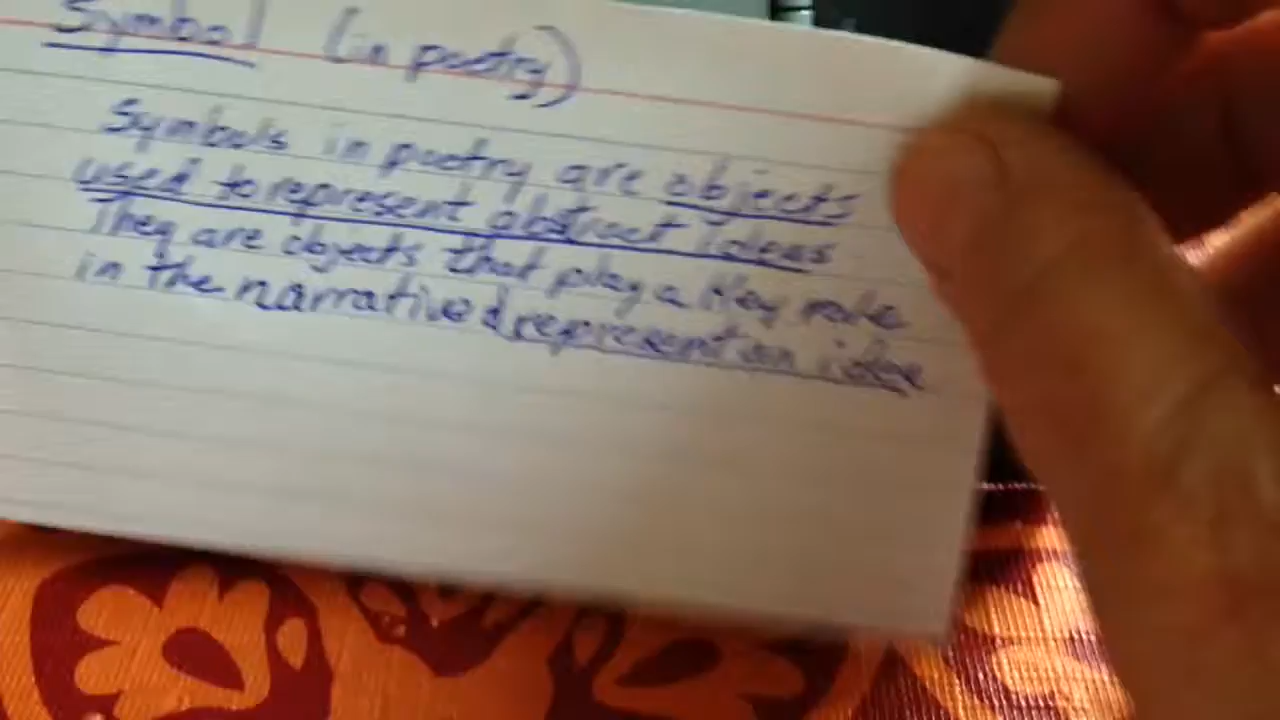 Symbol (in poetry)
Symbols in poetry are objects
used to represent abstract ideas
They are objects that play a key role
in the narrative & represent an idea